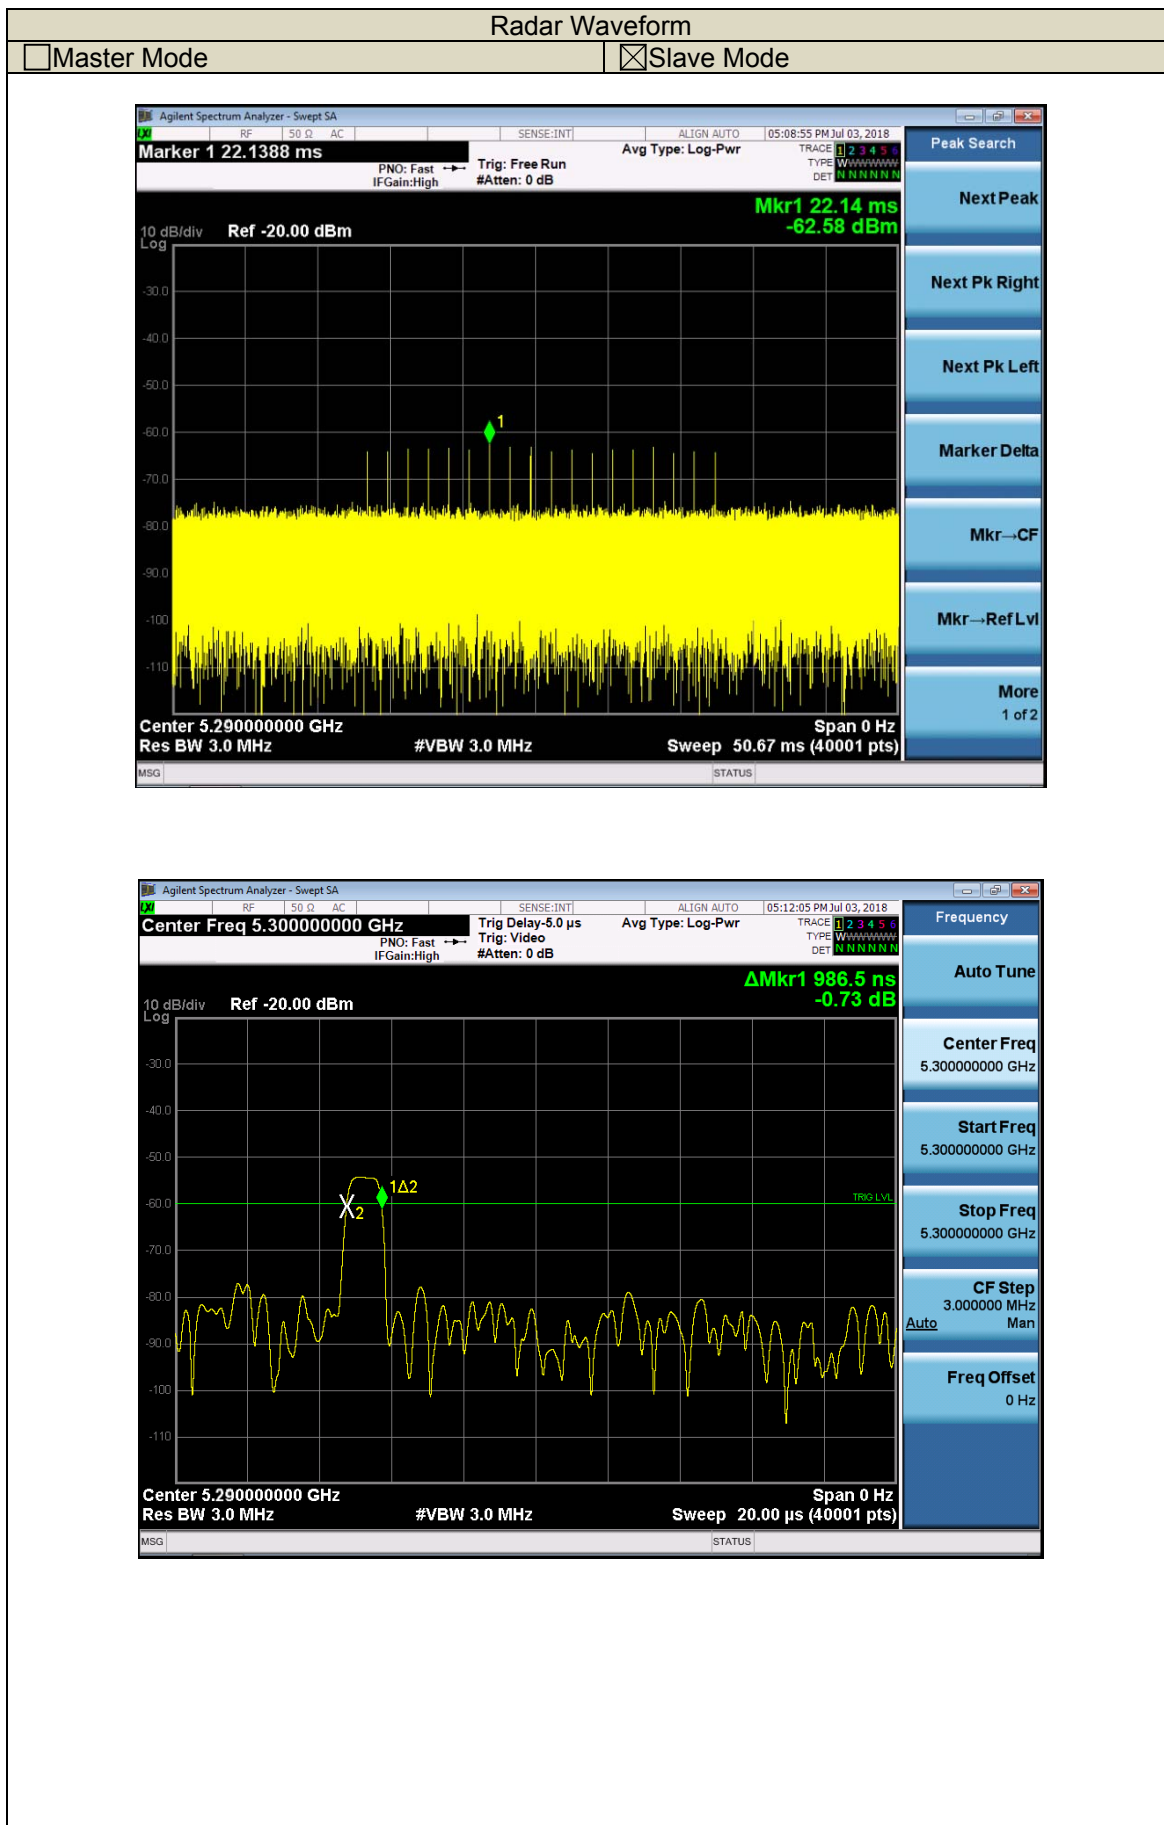 Radar Waveform
☐Master Mode ☒Slave Mode
Agilent Spectrum Analyzer - Swept SA
LXI RF 50 Ω AC SENSE:INT ALIGN AUTO 05:08:55 PM Jul 03, 2018
Marker 1 22.1388 ms
PNO: Fast
IFGain:High
Trig: Free Run
#Atten: 0 dB
Avg Type: Log-Pwr
TRACE 1 2 3 4 5 6
TYPE WWWWWW
DET N N N N N N
Mkr1 22.14 ms
-62.58 dBm
10 dB/div Ref -20.00 dBm
Log
-30.0
-40.0
-50.0
-60.0
-70.0
-80.0
-90.0
-100
-110
1
Center 5.290000000 GHz Span 0 Hz
Res BW 3.0 MHz #VBW 3.0 MHz Sweep 50.67 ms (40001 pts)
MSG STATUS
Peak Search
Next Peak
Next Pk Right
Next Pk Left
Marker Delta
Mkr→CF
Mkr→Ref Lvl
More
1 of 2
Agilent Spectrum Analyzer - Swept SA
LXI RF 50 Ω AC SENSE:INT ALIGN AUTO 05:12:05 PM Jul 03, 2018
Center Freq 5.300000000 GHz
PNO: Fast
IFGain:High
Trig Delay-5.0 µs
Trig: Video
#Atten: 0 dB
Avg Type: Log-Pwr
TRACE 1 2 3 4 5 6
TYPE WWWWWW
DET N N N N N N
ΔMkr1 986.5 ns
-0.73 dB
10 dB/div Ref -20.00 dBm
Log
-30.0
-40.0
-50.0
-60.0
-70.0
-80.0
-90.0
-100
-110
1Δ2
2
TRIG LVL
Center 5.290000000 GHz Span 0 Hz
Res BW 3.0 MHz #VBW 3.0 MHz Sweep 20.00 µs (40001 pts)
MSG STATUS
Frequency
Auto Tune
Center Freq
5.300000000 GHz
Start Freq
5.300000000 GHz
Stop Freq
5.300000000 GHz
CF Step
3.000000 MHz
Auto Man
Freq Offset
0 Hz